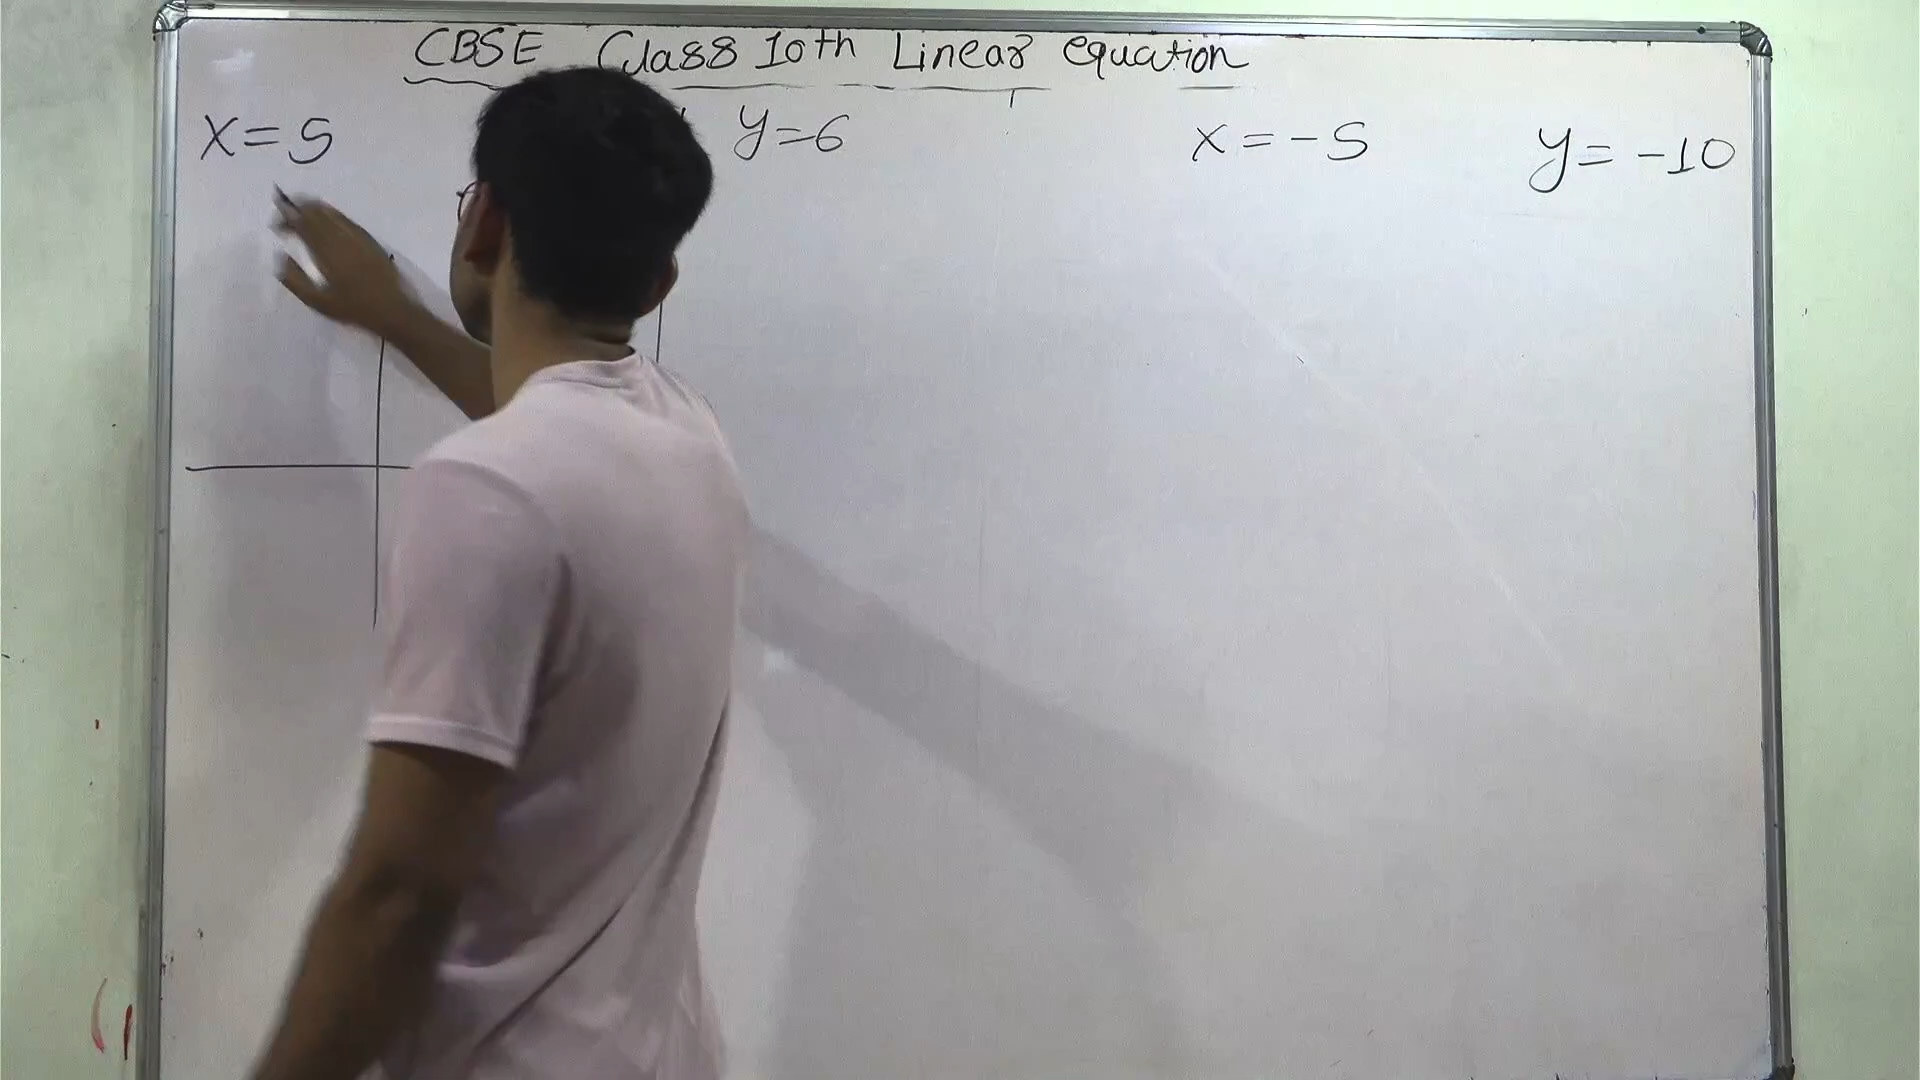 CBSE Class 10th Linear equation
x = 5 y = 6 x = - 5 y = - 10